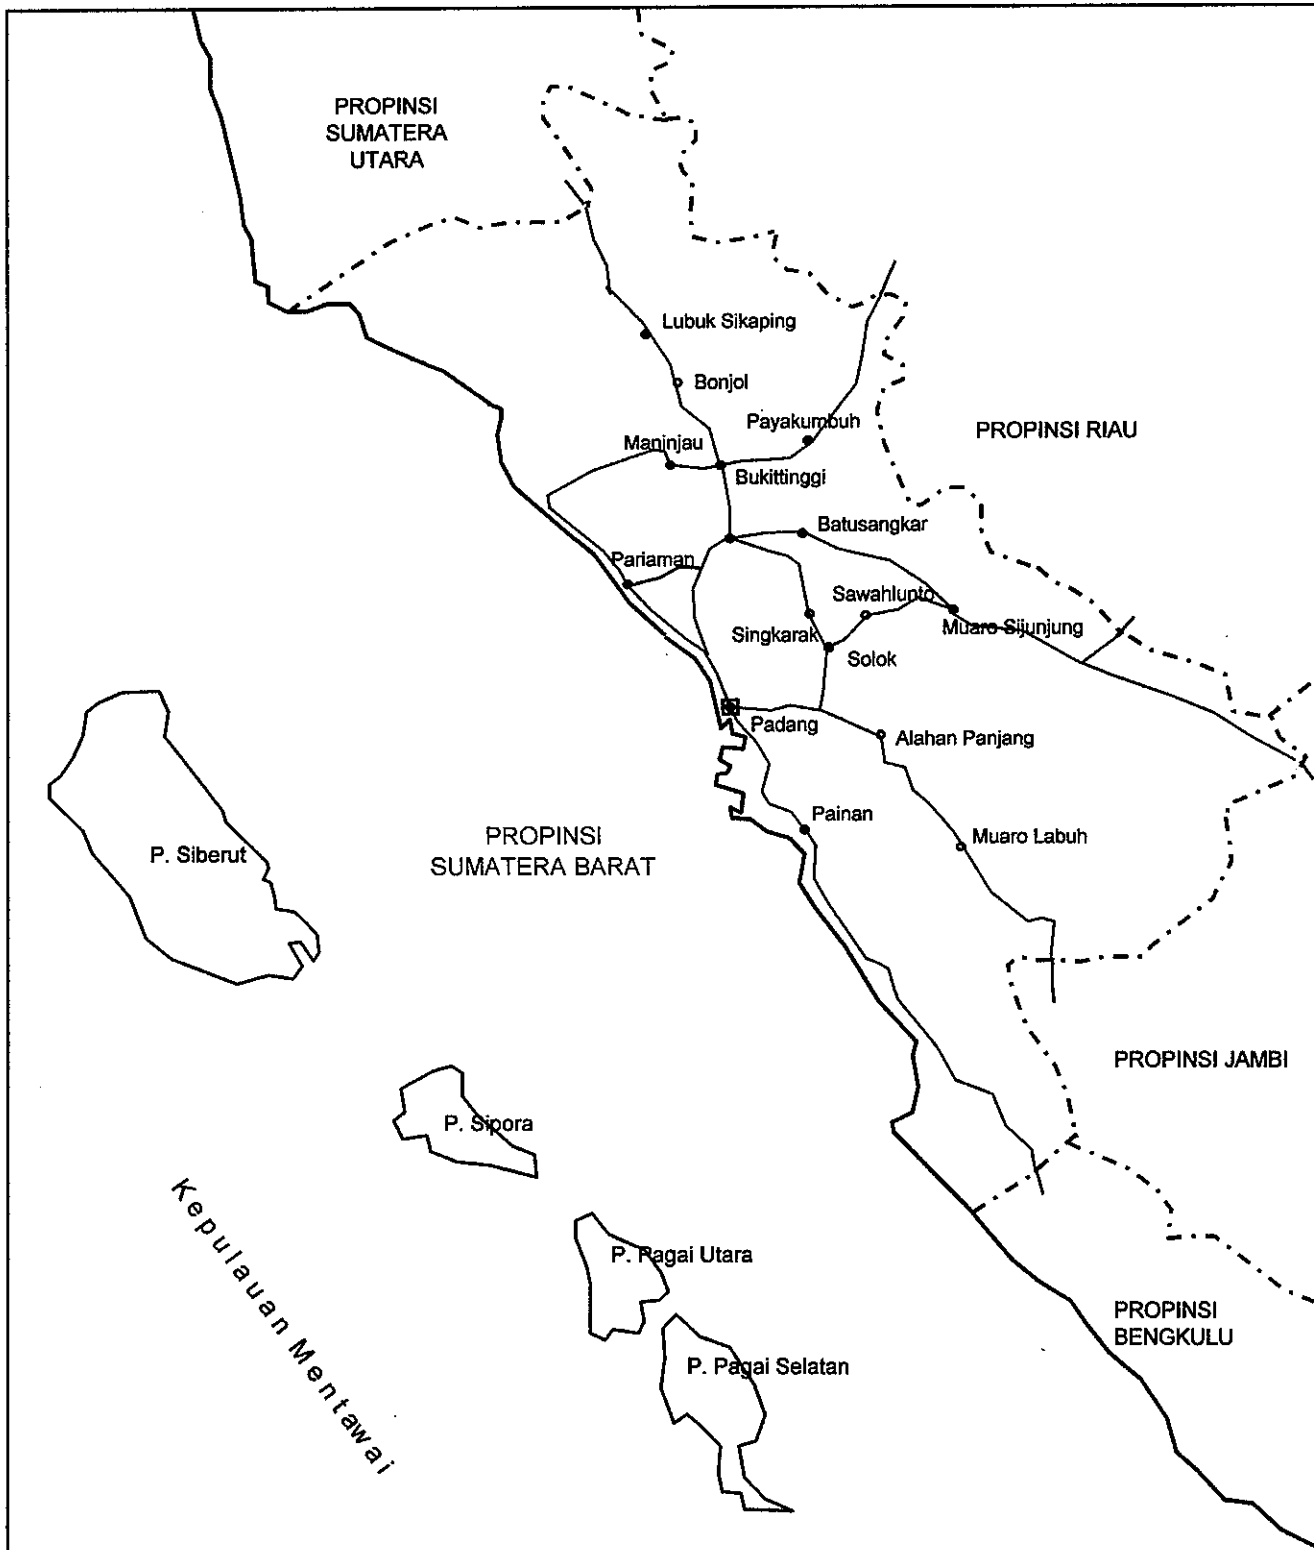 PROPINSI
SUMATERA
UTARA
Lubuk Sikaping
Bonjol
Payakumbuh
PROPINSI RIAU
Maninjau
Bukittinggi
Batusangkar
Pariaman
Sawahlunto
Singkarak
Muaro Sijunjung
Solok
Padang
Alahan Panjang
Painan
PROPINSI
SUMATERA BARAT
Muaro Labuh
P. Siberut
PROPINSI JAMBI
P. Sipora
Kepulauan Mentawai
P. Pagai Utara
PROPINSI
BENGKULU
P. Pagai Selatan